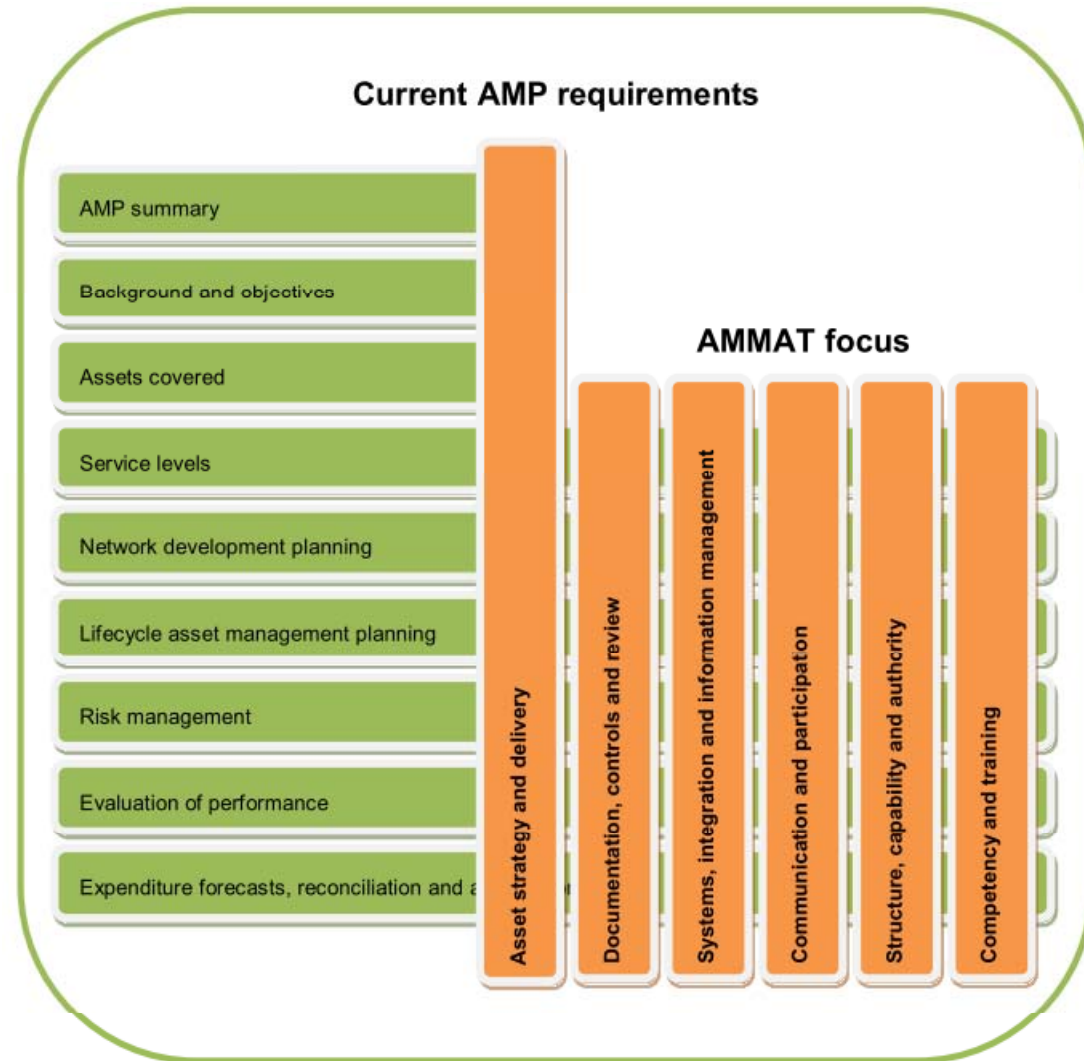 Current AMP requirements
AMP summary
Background and objectives
Assets covered
AMMAT focus
Service levels
Network development planning
Lifecycle asset management planning
Risk management
Evaluation of performance
Expenditure forecasts, reconciliation and a
Asset strategy and delivery
Documentation, controls and review
Systems, integration and information management
Communication and participation
Structure, capability and authority
Competency and training